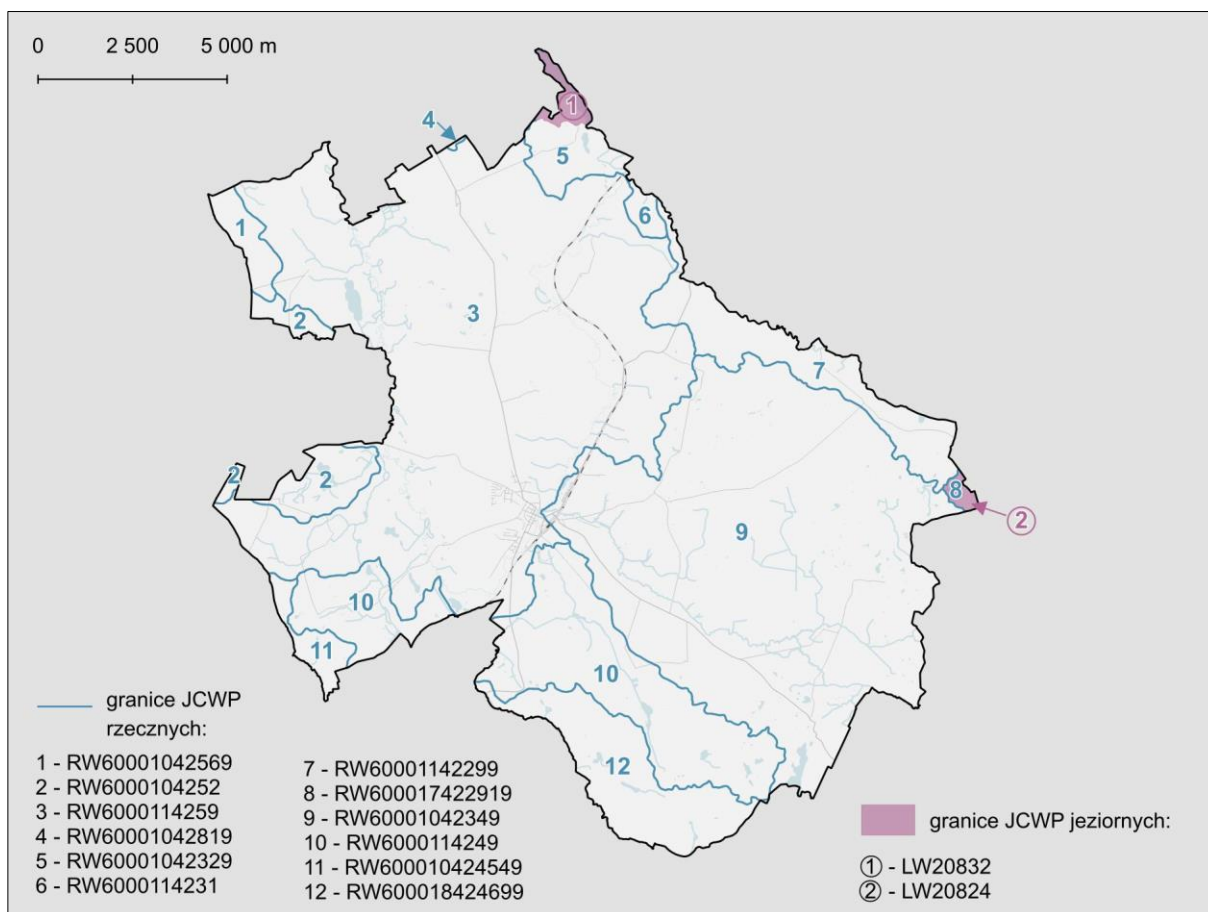 0 2 500 5 000 m
1
4
5
6
1
3
2
7
2
2
8
2
9
10
11
10
12
granice JCWP
rzecznych:
1 - RW60001042569
2 - RW60001104252
3 - RW6000114259
4 - RW60001042819
5 - RW60001042329
6 - RW6000114231
7 - RW60001142299
8 - RW600017422919
9 - RW60001042349
10 - RW6000114249
11 - RW600010424549
12 - RW600018424699
granice JCWP jeziornych:
1 - LW20832
2 - LW20824